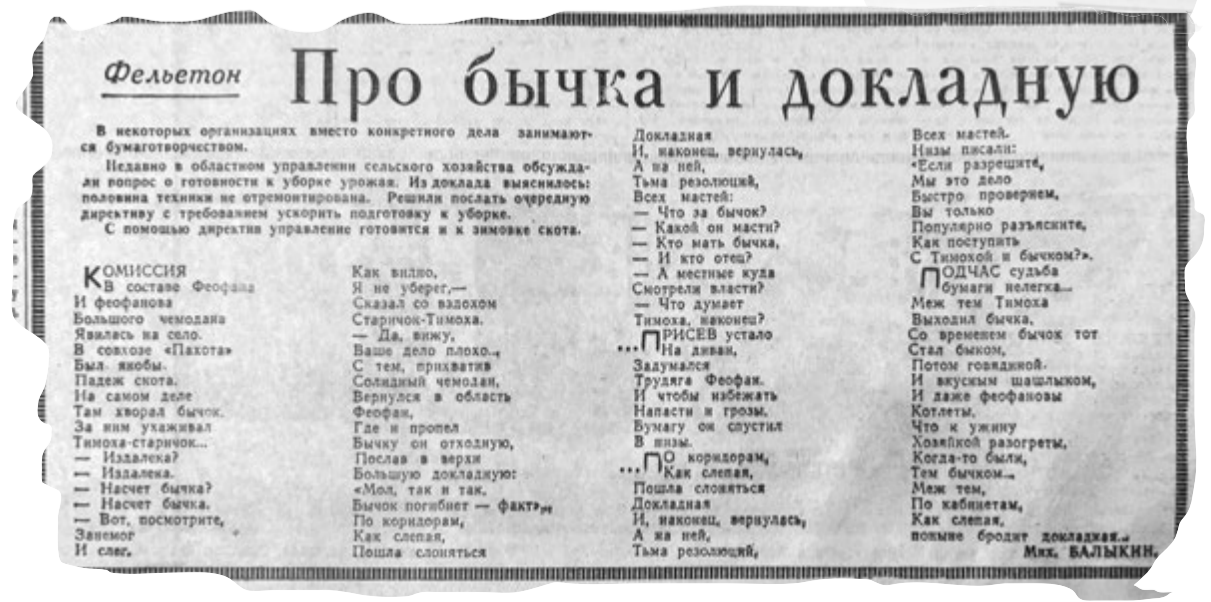 Фельетон
Про бычка и докладную
В некоторых организациях вместо конкретного дела занимают-
ся бумаготворчеством.
Недавно в областном управлении сельского хозяйства обсужда-
ли вопрос о готовности к уборке урожая. Из доклада выяснилось:
половина техники не отремонтирована. Решили послать очередную
директиву с требованием ускорить подготовку к уборке.
С помощью директив управление готовится и к зимовке скота.
КОМИССИЯ
В составе Феофана
И феофанова
Большого чемодана
Явилась на село.
В совхозе «Пахота»
Был якобы
Падеж скота.
На самом деле
Там хворал бычок.
За ним ухаживал
Тимоха-старичок...
— Издалека?
— Издалека.
— Насчет бычка?
— Насчет бычка.
— Вот, посмотрите,
Занемог
И слег.
Как видно,
Я не уберег,—
Сказал со вздохом
Старичок-Тимоха.
— Да, вижу,
Ваше дело плохо...
С тем, прихватив
Солидный чемодан,
Вернулся в область
Феофан,
Где и пропел
Бычку он отходную,
Послав в верхи
Большую докладную:
«Мол, так и так,
Бычок погибнет — факт»...
По коридорам,
Как слепая,
Пошла слоняться
Докладная
И, наконец, вернулась,
А на ней,
Тьма резолюций,
Всех мастей:
— Что за бычок?
— Какой он масти?
— Кто мать бычка,
— И кто отец?
— А местные куда
Смотрели власти?
— Что думает
Тимоха, наконец?
...ПРИСЕВ устало
На диван,
Задумался
Трудяга Феофан.
И чтобы избежать
Напасти и грозы,
Бумагу он спустил
В низы.
...ПО коридорам,
Как слепая,
Пошла слоняться
Докладная
И, наконец, вернулась,
А на ней,
Тьма резолюций,
Всех мастей.
Низы писали:
«Если разрешите,
Мы это дело
Быстро провернем,
Вы только
Популярно разъясните,
Как поступить
С Тимохой и бычком?».
ПОДЧАС судьба
бумаги нелегка...
Меж тем Тимоха
Выходил бычка,
Со временем бычок тот
Стал быком,
Потом говядиной
И вкусным шашлыком,
И даже феофановы
Котлеты,
Что к ужину
Хозяйкой разогреты,
Когда-то были,
Тем бычком...
Меж тем,
По кабинетам,
Как слепая,
поныне бродит докладная...
Мих. БАЛЫКИН.